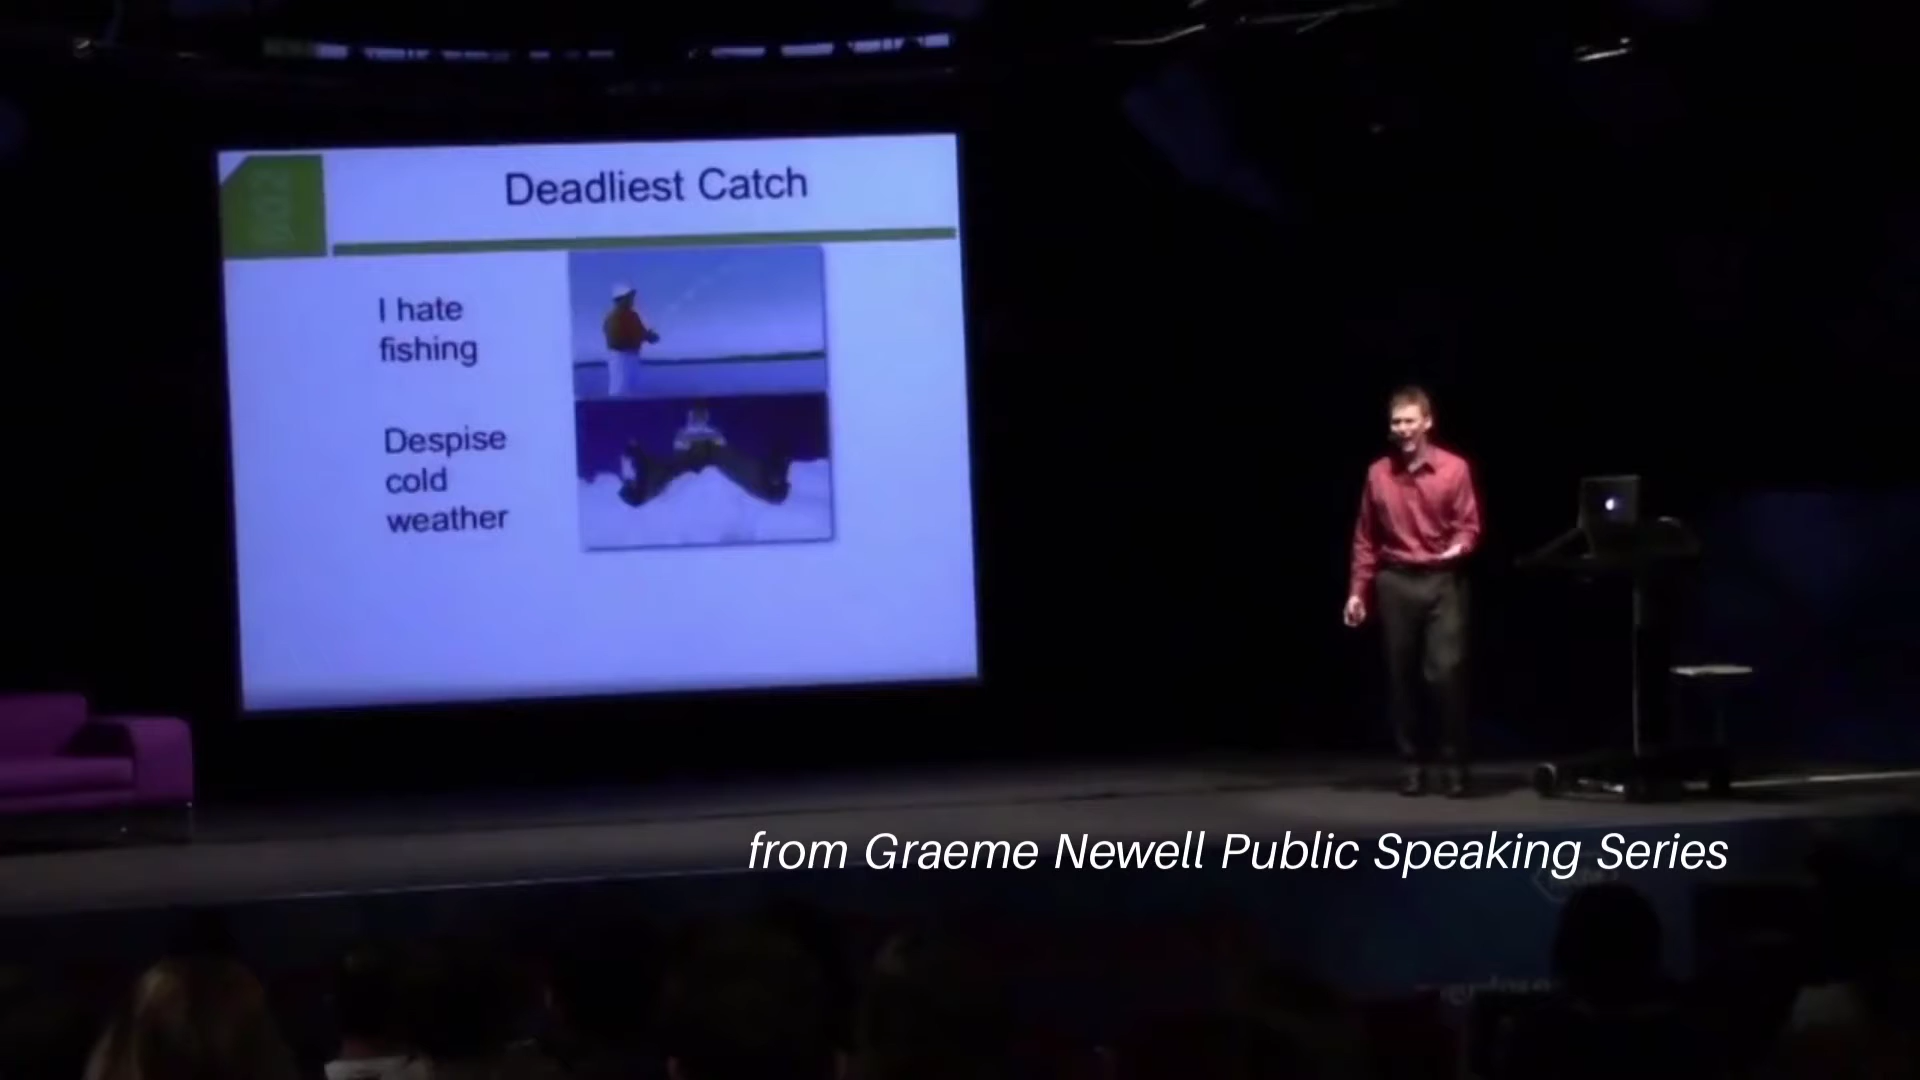 Deadliest Catch
I hate
fishing
Despise
cold
weather
from Graeme Newell Public Speaking Series